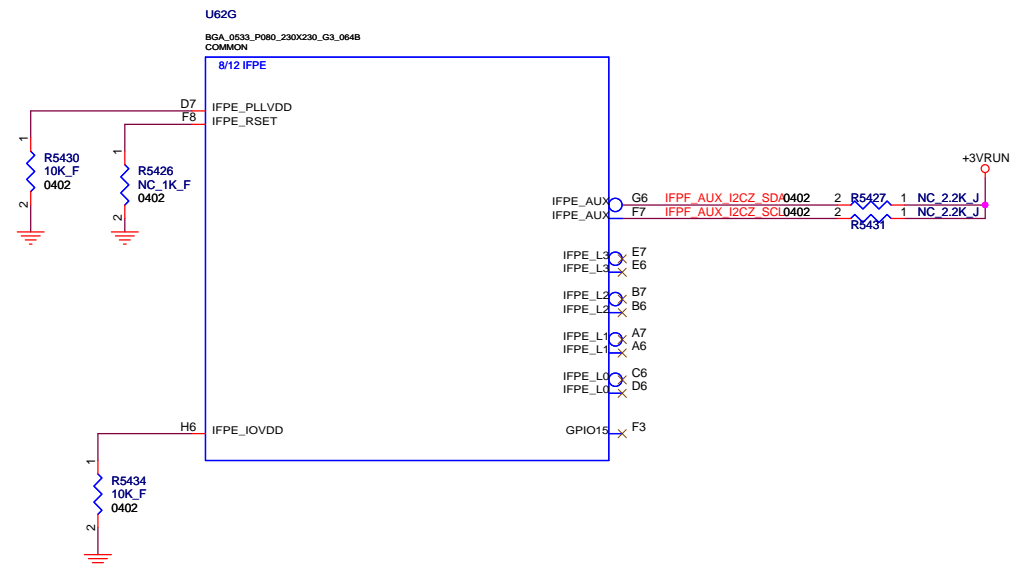 U62G
BGA_0533_P080_230X230_G3_064B
COMMON
8/12 IFPE
D7 IFPE_PLLVDD
F8 IFPE_RSET
1
R5430
10K_F
0402
2
1
R5426
NC_1K_F
0402
2
+3VRUN
IFPE_AUX G6 IFPF_AUX_I2CZ_SDA 0402 2 R5427 1 NC_2.2K_J
IFPE_AUX F7 IFPF_AUX_I2CZ_SCL 0402 2 R5431 1 NC_2.2K_J
IFPE_L3 E7
IFPE_L3 E6
IFPE_L2 B7
IFPE_L2 B6
IFPE_L1 A7
IFPE_L1 A6
IFPE_L0 C6
IFPE_L0 D6
GPIO15 F3
H6 IFPE_IOVDD
1
R5434
10K_F
0402
2